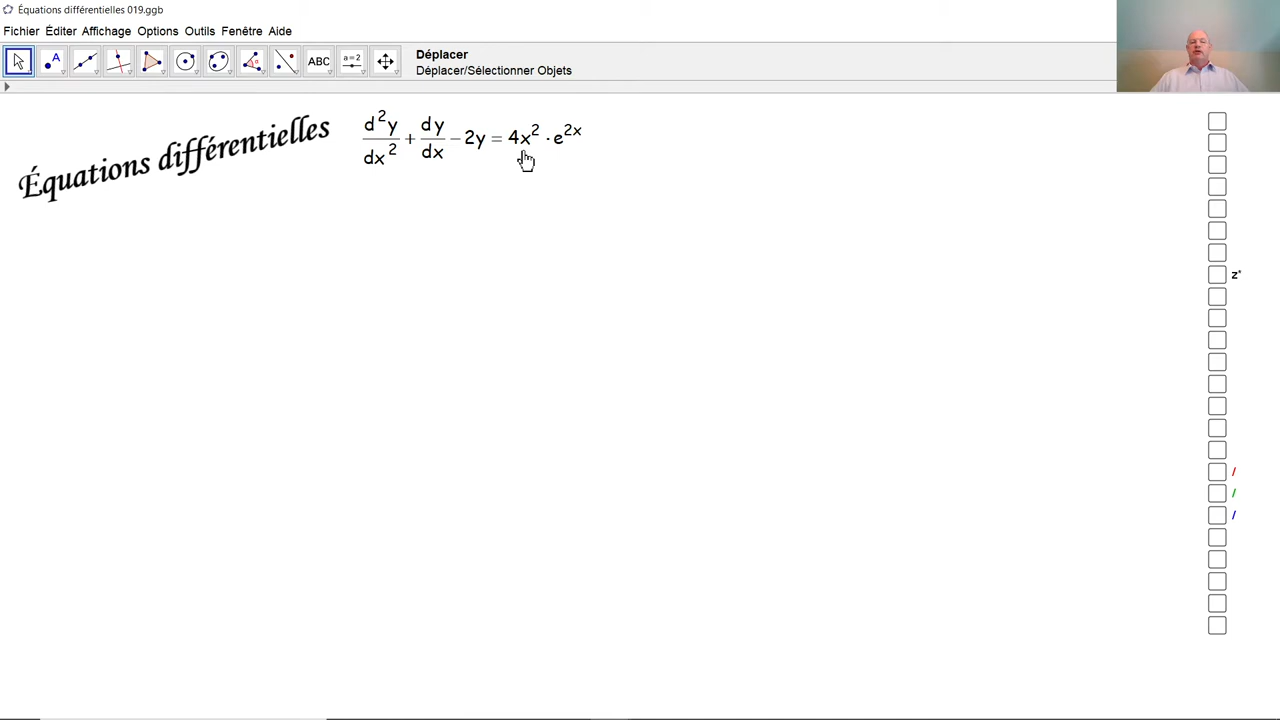 Équations différentielles 019.ggb
Fichier Éditer Affichage Options Outils Fenêtre Aide
A
α
ABC
a=2
Déplacer
Déplacer/Sélectionner Objets
Équations différentielles
d²y/dx² + dy/dx − 2y = 4x² · e^(2x)
z*
/
/
/